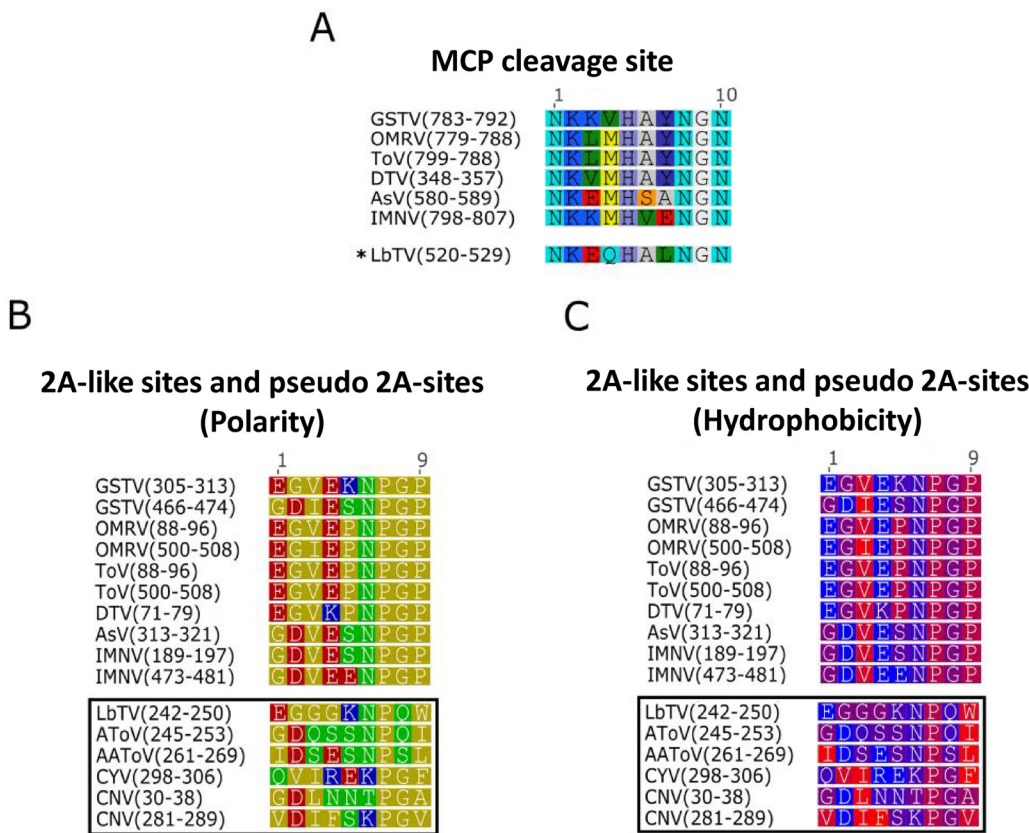 A
MCP cleavage site
1 10
GSTV(783-792) NKKVHAYNGN
OMRV(779-788) NKLMHAYNGN
ToV(799-788) NKLMHAYNGN
DTV(348-357) NKVMHAYNGN
AsV(580-589) NKEMHSANGN
IMNV(798-807) NKKMHVENGN
*LbTV(520-529) NKEQHALNGN
B
2A-like sites and pseudo 2A-sites
(Polarity)
1 9
GSTV(305-313) EGVEKNPGP
GSTV(466-474) GDIESNPGP
OMRV(88-96) EGVEPNPGP
OMRV(500-508) EGIEPNPGP
ToV(88-96) EGVEPNPGP
ToV(500-508) EGVEPNPGP
DTV(71-79) EGVKPNPGP
AsV(313-321) GDVESNPGP
IMNV(189-197) GDVESNPGP
IMNV(473-481) GDVEENPGP
LbTV(242-250) EGGGKNPQW
AToV(245-253) GDQSSNPQI
AAToV(261-269) IDSESNPSL
CYV(298-306) QVIREKPGF
CNV(30-38) GDLNNTPGA
CNV(281-289) VDIFSKPGV
C
2A-like sites and pseudo 2A-sites
(Hydrophobicity)
1 9
GSTV(305-313) EGVEKNPGP
GSTV(466-474) GDIESNPGP
OMRV(88-96) EGVEPNPGP
OMRV(500-508) EGIEPNPGP
ToV(88-96) EGVEPNPGP
ToV(500-508) EGVEPNPGP
DTV(71-79) EGVKPNPGP
AsV(313-321) GDVESNPGP
IMNV(189-197) GDVESNPGP
IMNV(473-481) GDVEENPGP
LbTV(242-250) EGGGKNPQW
AToV(245-253) GDQSSNPQI
AAToV(261-269) IDSESNPSL
CYV(298-306) QVIREKPGF
CNV(30-38) GDLNNTPGA
CNV(281-289) VDIFSKPGV